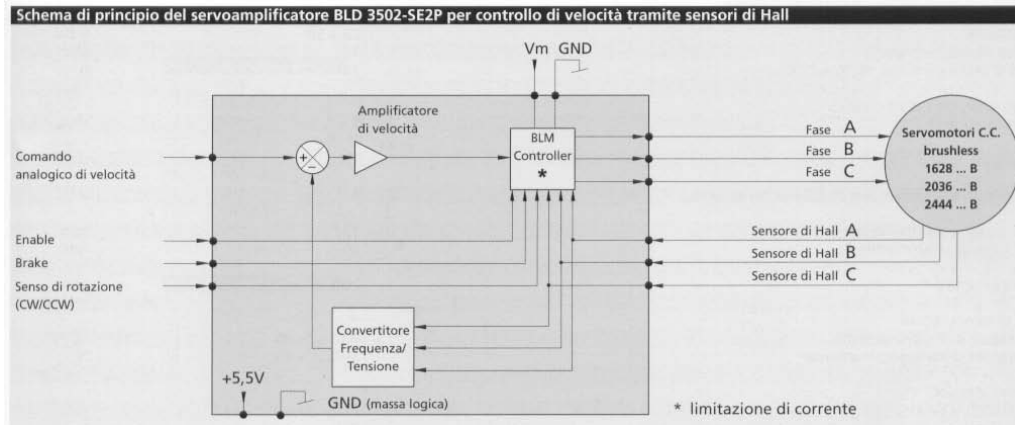 Schema di principio del servoamplificatore BLD 3502-SE2P per controllo di velocità tramite sensori di Hall
Vm GND
Amplificatore
di velocità
Comando
analogico di velocità
+
−
BLM
Controller
*
Fase A
Fase B
Fase C
Servomotori C.C.
brushless
1628 ... B
2036 ... B
2444 ... B
Enable
Brake
Senso di rotazione
(CW/CCW)
Sensore di Hall A
Sensore di Hall B
Sensore di Hall C
Convertitore
Frequenza/
Tensione
+5,5V
GND (massa logica)
* limitazione di corrente